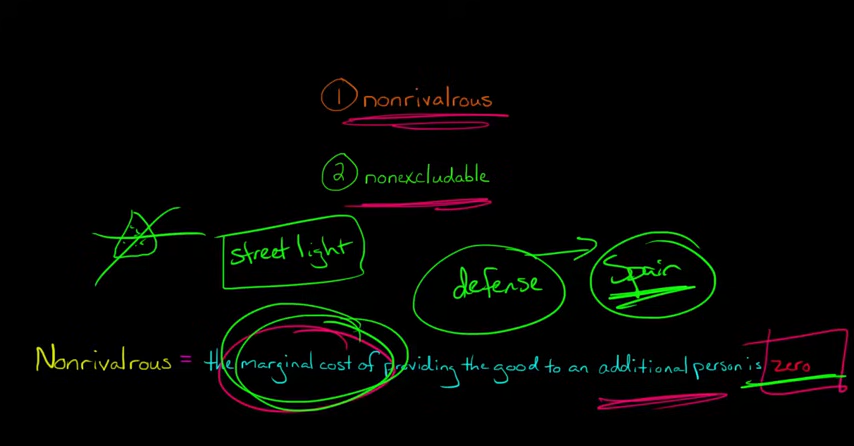 1 nonrivalrous
2 nonexcludable
street light
defense
Spain
Nonrivalrous = the marginal cost of providing the good to an additional person is zero